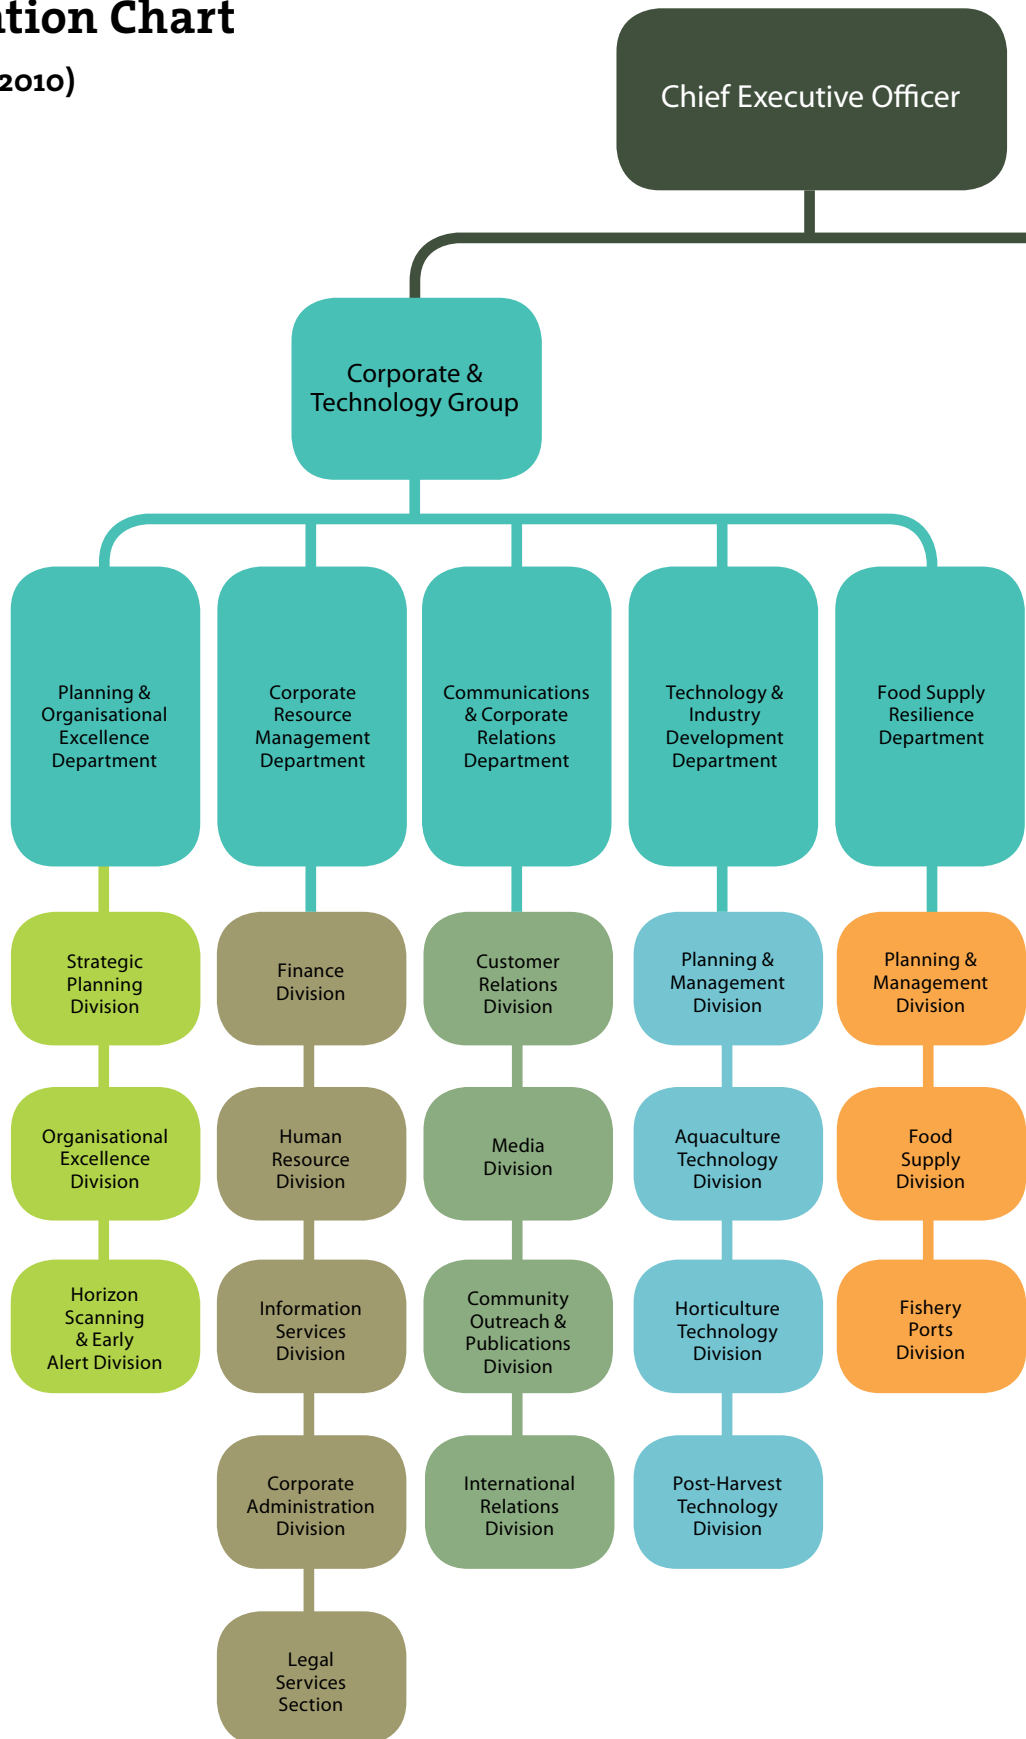 ation Chart
2010)
Chief Executive Officer
Corporate &
Technology Group
Planning &
Organisational
Excellence
Department
Corporate
Resource
Management
Department
Communications
& Corporate
Relations
Department
Technology &
Industry
Development
Department
Food Supply
Resilience
Department
Strategic
Planning
Division
Finance
Division
Customer
Relations
Division
Planning &
Management
Division
Planning &
Management
Division
Organisational
Excellence
Division
Human
Resource
Division
Media
Division
Aquaculture
Technology
Division
Food
Supply
Division
Horizon
Scanning
& Early
Alert Division
Information
Services
Division
Community
Outreach &
Publications
Division
Horticulture
Technology
Division
Fishery
Ports
Division
Corporate
Administration
Division
International
Relations
Division
Post-Harvest
Technology
Division
Legal
Services
Section